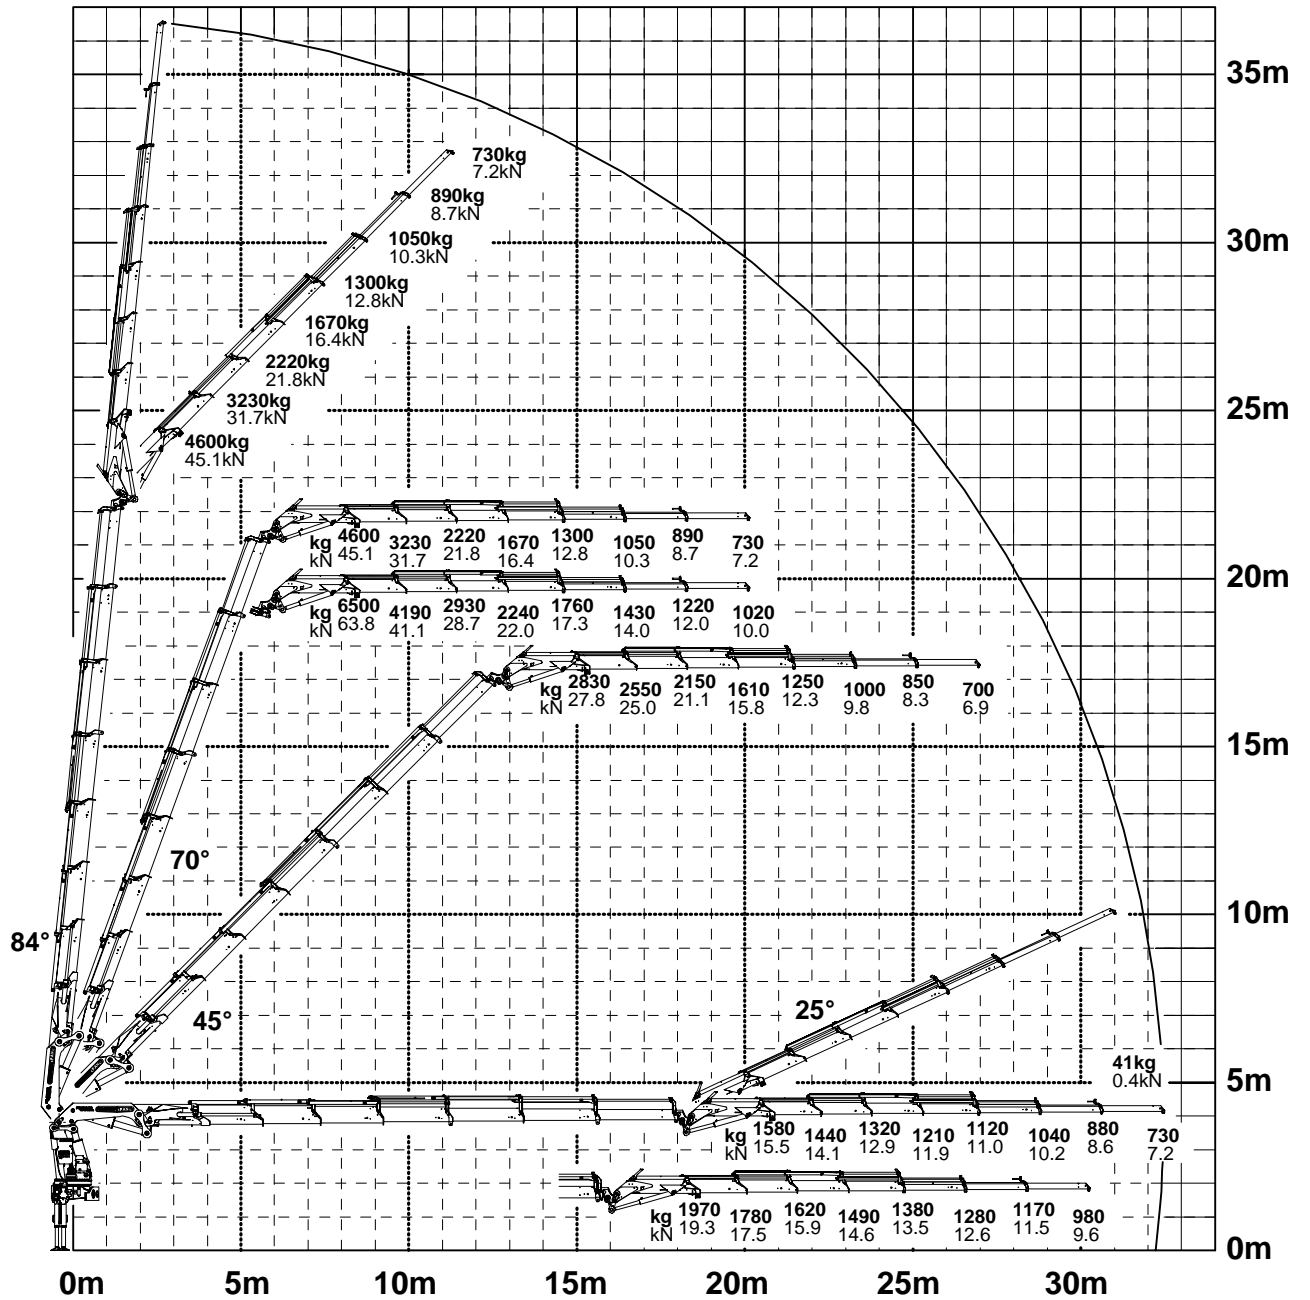 35m
730kg
7.2kN
890kg
8.7kN
1050kg
10.3kN
30m
1300kg
12.8kN
1670kg
16.4kN
2220kg
21.8kN
3230kg
31.7kN
25m
4600kg
45.1kN
kg 4600 3230 2220 1670 1300 1050 890 730
kN 45.1 31.7 21.8 16.4 12.8 10.3 8.7 7.2
20m
kg 6500 4190 2930 2240 1760 1430 1220 1020
kN 63.8 41.1 28.7 22.0 17.3 14.0 12.0 10.0
kg 2830 2550 2150 1610 1250 1000 850 700
kN 27.8 25.0 21.1 15.8 12.3 9.8 8.3 6.9
15m
70°
10m
84°
45°
25°
41kg
0.4kN
5m
kg 1580 1440 1320 1210 1120 1040 880 730
kN 15.5 14.1 12.9 11.9 11.0 10.2 8.6 7.2
kg 1970 1780 1620 1490 1380 1280 1170 980
kN 19.3 17.5 15.9 14.6 13.5 12.6 11.5 9.6
0m
0m 5m 10m 15m 20m 25m 30m